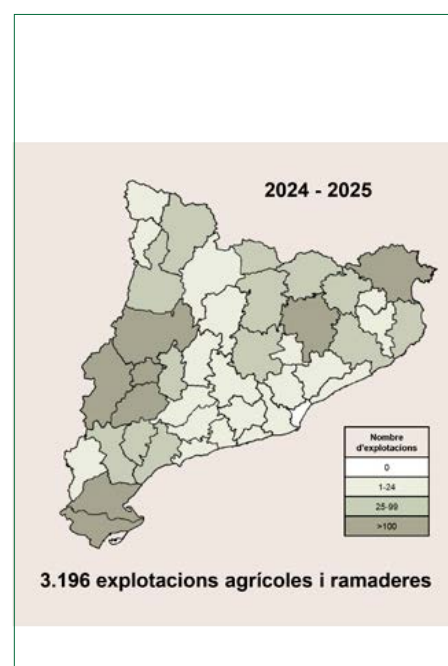 2024 - 2025
Nombre
d'explotacions
0
1-24
25-99
>100
3.196 explotacions agrícoles i ramaderes